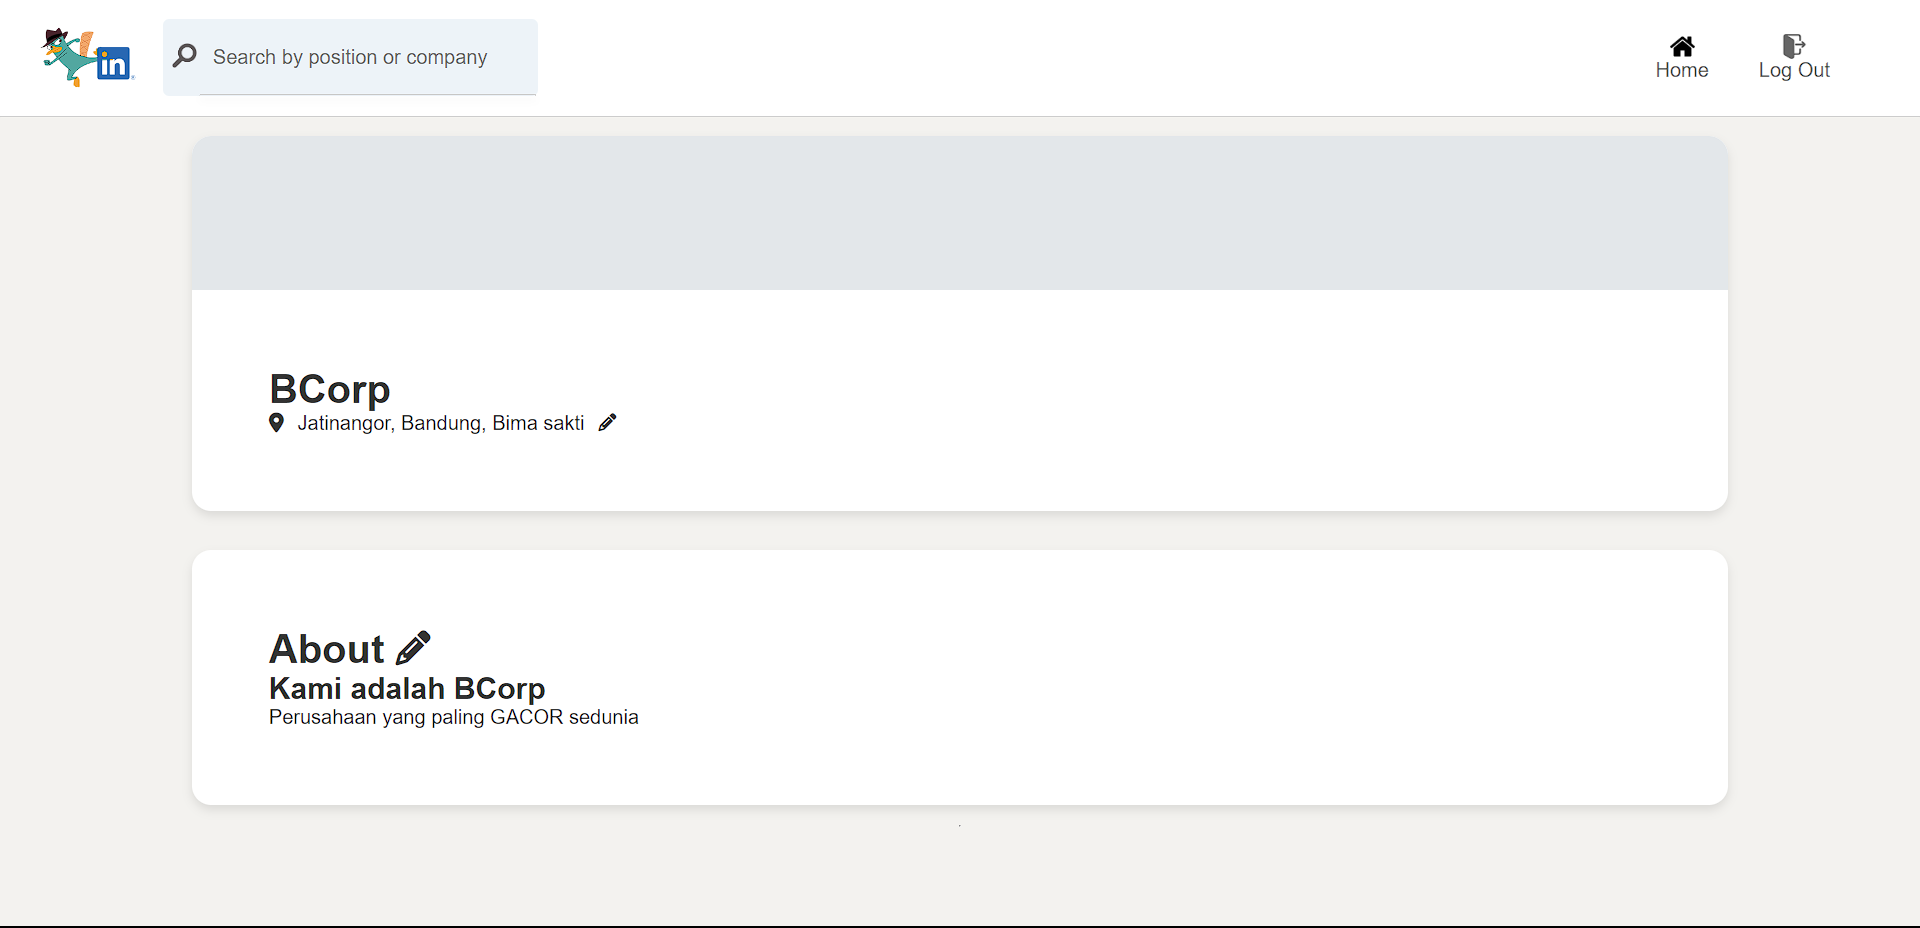 in
Search by position or company
Home
Log Out
BCorp
Jatinangor, Bandung, Bima sakti
About
Kami adalah BCorp
Perusahaan yang paling GACOR sedunia